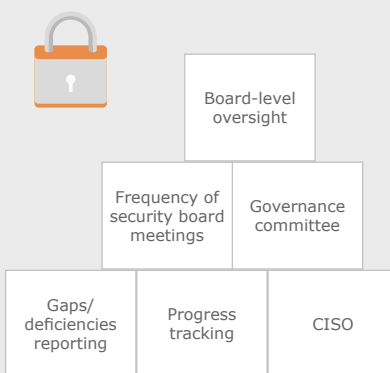 Board-level
oversight
Frequency of
security board
meetings
Governance
committee
Gaps/
deficiencies
reporting
Progress
tracking
CISO